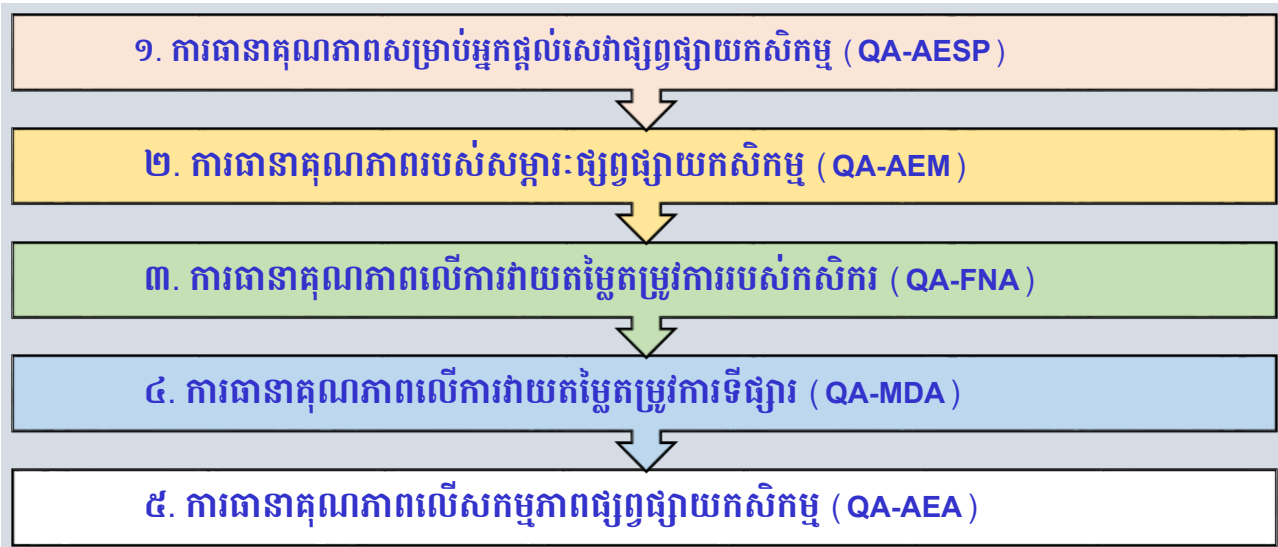 ១. ការធានាគុណភាពសម្រាប់អ្នកផ្តល់សេវាផ្សព្វផ្សាយកសិកម្ម (QA-AESP)
២. ការធានាគុណភាពរបស់សម្ភារៈផ្សព្វផ្សាយកសិកម្ម (QA-AEM)
៣. ការធានាគុណភាពលើការវាយតម្លៃតម្រូវការរបស់កសិករ (QA-FNA)
៤. ការធានាគុណភាពលើការវាយតម្លៃតម្រូវការទីផ្សារ (QA-MDA)
៥. ការធានាគុណភាពលើសកម្មភាពផ្សព្វផ្សាយកសិកម្ម (QA-AEA)